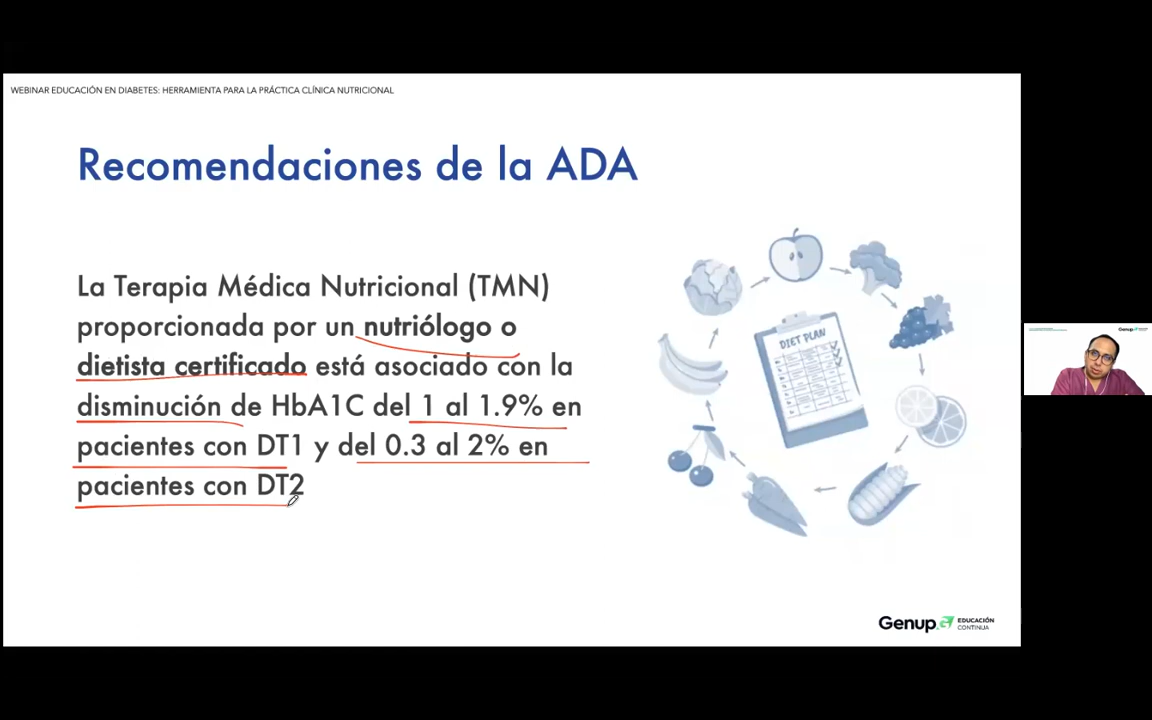 WEBINAR EDUCACIÓN EN DIABETES: HERRAMIENTA PARA LA PRÁCTICA CLÍNICA NUTRICIONAL
Recomendaciones de la ADA
La Terapia Médica Nutricional (TMN)
proporcionada por un nutriólogo o
dietista certificado está asociado con la
disminución de HbA1C del 1 al 1.9% en
pacientes con DT1 y del 0.3 al 2% en
pacientes con DT2
DIET PLAN
Genup
EDUCACIÓN
CONTINUA
Genup